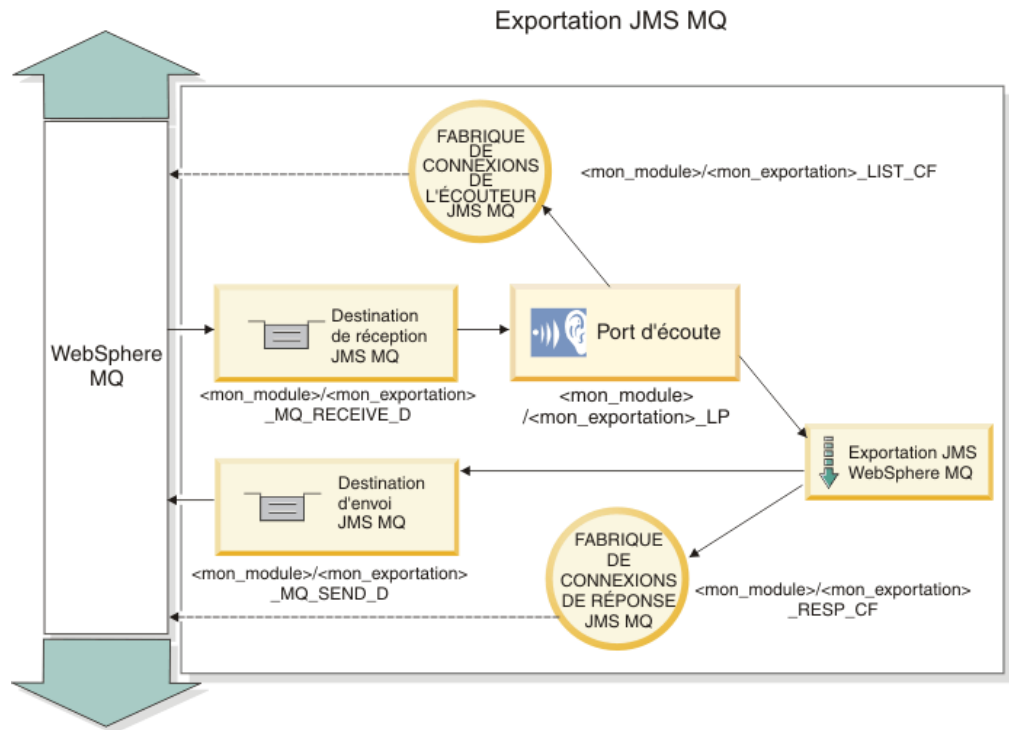 Exportation JMS MQ
FABRIQUE
DE
CONNEXIONS
DE
L'ÉCOUTEUR
JMS MQ
<mon_module>/<mon_exportation>_LIST_CF
WebSphere
MQ
Destination
de réception
JMS MQ
<mon_module>/<mon_exportation>
_MQ_RECEIVE_D
Port d'écoute
<mon_module>
/<mon_exportation>_LP
Exportation JMS
WebSphere MQ
Destination
d'envoi
JMS MQ
<mon_module>/<mon_exportation>
_MQ_SEND_D
FABRIQUE
DE
CONNEXIONS
DE RÉPONSE
JMS MQ
<mon_module>/<mon_exportation>
_RESP_CF